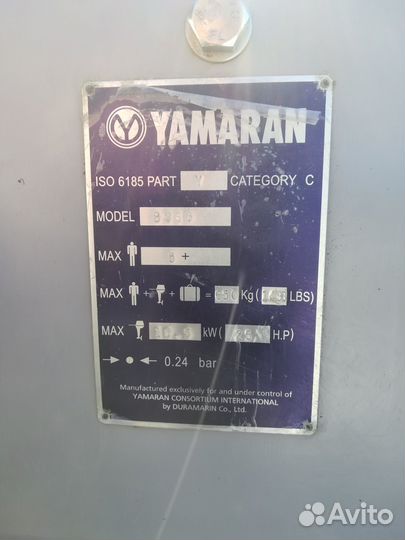 YAMARAN
ISO 6185 PART V CATEGORY C
MODEL
MAX +
MAX + + = Kg ( LBS)
MAX kW ( H.P)
0.24 bar
Manufactured exclusively for and under control of
YAMARAN CONSORTIUM INTERNATIONAL
by DURAMARIN Co., Ltd.
Avito